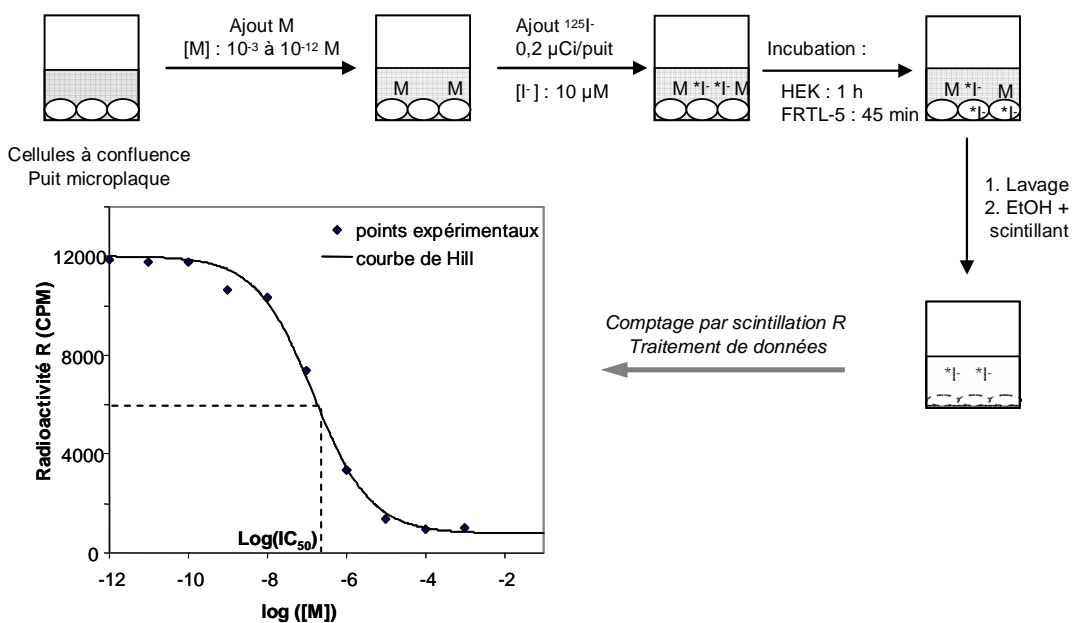 Ajout M
[M] : 10-3 à 10-12 M
Ajout 125I-
0,2 µCi/puit
[I-] : 10 µM
Incubation :
HEK : 1 h
FRTL-5 : 45 min
M M
M *I- *I- M
M *I- M
*I- *I-
Cellules à confluence
Puit microplaque
1. Lavage
2. EtOH +
scintillant
*I- *I-
Comptage par scintillation R
Traitement de données
points expérimentaux
courbe de Hill
Radioactivité R (CPM)
12000
8000
4000
0
Log(IC50)
-12 -10 -8 -6 -4 -2
log ([M])